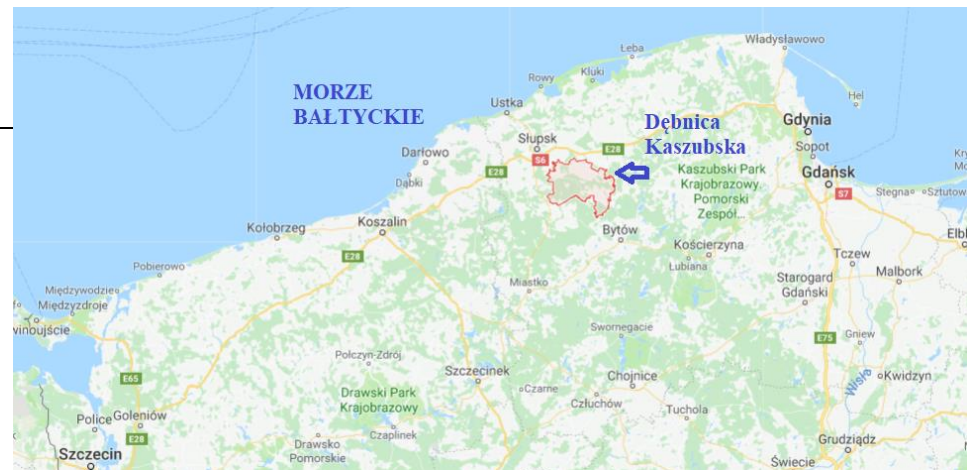 Władysławowo
Łeba
Rowy
Kluki
Hel
MORZE
BAŁTYCKIE
Ustka
Gdynia
Dębnica
Kaszubska
Słupsk
Sopot
E28
S6
Darłowo
E28
Kaszubski Park
Krajobrazowy
Pomorski
Zespół...
Gdańsk
S7
Stegna
Dąbki
Kołobrzeg
Koszalin
Bytów
Kościerzyna
E28
Łubiana
Tczew
Pobierowo
Malbork
Miastko
Starogard
Gdański
Międzywodzie
Międzyzdroje
winoujście
Swornegacie
E75
Gniew
Połczyn-Zdrój
Szczecinek
Chojnice
Wisła
Kwidzyn
E65
Drawski Park
Krajobrazowy
Czarne
Człuchów
Tuchola
Police
Goleniów
E28
Czaplinek
Drawsko
Pomorskie
Grudziądz
Szczecin
Świecie